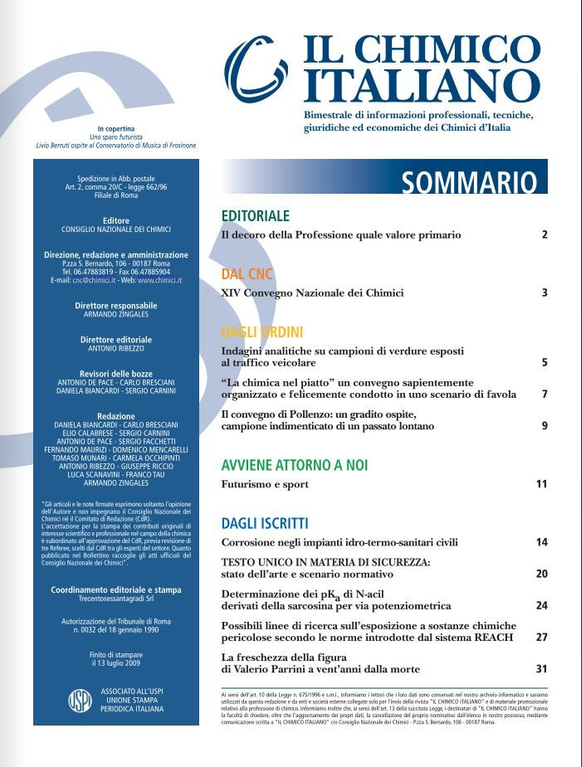 IL CHIMICO
ITALIANO
Bimestrale di informazioni professionali, tecniche,
giuridiche ed economiche dei Chimici d'Italia
In copertina
Uno sparo futurista
Livio Berruti ospite al Conservatorio di Musica di Frosinone
Spedizione in Abb. postale
Art. 2, comma 20/C - legge 662/96
Filiale di Roma
Editore
CONSIGLIO NAZIONALE DEI CHIMICI
Direzione, redazione e amministrazione
P.zza S. Bernardo, 106 - 00187 Roma
Tel. 06.47883819 - Fax 06.47885904
E-mail: cnc@chimici.it - Web: www.chimici.it
Direttore responsabile
ARMANDO ZINGALES
Direttore editoriale
ANTONIO RIBEZZO
Revisori delle bozze
ANTONIO DE PACE - CARLO BRESCIANI
DANIELA BIANCARDI - SERGIO CARNINI
Redazione
DANIELA BIANCARDI - CARLO BRESCIANI
ELIO CALABRESE - SERGIO CARNINI
ANTONIO DE PACE - SERGIO FACCHETTI
FERNANDO MAURIZI - DOMENICO MENCARELLI
TOMASO MUNARI - CARMELA OCCHIPINTI
ANTONIO RIBEZZO - GIUSEPPE RICCIO
LUCA SCANAVINI - FRANCO TAU
ARMANDO ZINGALES
"Gli articoli e le note firmate esprimono soltanto l'opinione
dell'Autore e non impegnano il Consiglio Nazionale dei
Chimici né il Comitato di Redazione (CdR).
L'accettazione per la stampa dei contributi originali di
interesse scientifico e professionale nel campo della chimica
è subordinato all'approvazione del CdR, previa revisione di
tre Referee, scelti dal CdR tra gli esperti del settore. Quanto
pubblicato nel Bollettino raccoglie gli atti ufficiali del
Consiglio Nazionale dei Chimici".
Coordinamento editoriale e stampa
Trecentosessantagradi Srl
Autorizzazione del Tribunale di Roma
n. 0032 del 18 gennaio 1990
Finito di stampare
il 13 luglio 2009
USPI
ASSOCIATO ALL'USPI
UNIONE STAMPA
PERIODICA ITALIANA
SOMMARIO
EDITORIALE
Il decoro della Professione quale valore primario 2
DAL CNC
XIV Convegno Nazionale dei Chimici 3
DAGLI ORDINI
Indagini analitiche su campioni di verdure esposti
al traffico veicolare 5
"La chimica nel piatto" un convegno sapientemente
organizzato e felicemente condotto in uno scenario di favola 7
Il convegno di Pollenzo: un gradito ospite,
campione indimenticato di un passato lontano 9
AVVIENE ATTORNO A NOI
Futurismo e sport 11
DAGLI ISCRITTI
Corrosione negli impianti idro-termo-sanitari civili 14
TESTO UNICO IN MATERIA DI SICUREZZA:
stato dell'arte e scenario normativo 20
Determinazione dei pKa di N-acil
derivati della sarcosina per via potenziometrica 24
Possibili linee di ricerca sull'esposizione a sostanze chimiche
pericolose secondo le norme introdotte dal sistema REACH 27
La freschezza della figura
di Valerio Parrini a vent'anni dalla morte 31
Ai sensi dell'art. 10 della Legge n. 675/1996 e s.m.i., informiamo i lettori che i loro dati sono conservati nel nostro archivio informatico e saranno
utilizzati da questa redazione e da enti e società esterne collegate solo per l'invio della rivista "IL CHIMICO ITALIANO" e di materiale promozionale
relativo alla professione di chimico. Informiamo inoltre che, ai sensi dell'art. 13 della succitata Legge, i destinatari di "IL CHIMICO ITALIANO" hanno
la facoltà di chiedere, oltre che l'aggiornamento dei propri dati, la cancellazione del proprio nominativo dall'elenco in nostro possesso, mediante
comunicazione scritta a "IL CHIMICO ITALIANO" c/o Consiglio Nazionale dei Chimici - P.zza S. Bernardo, 106 - 00187 Roma.